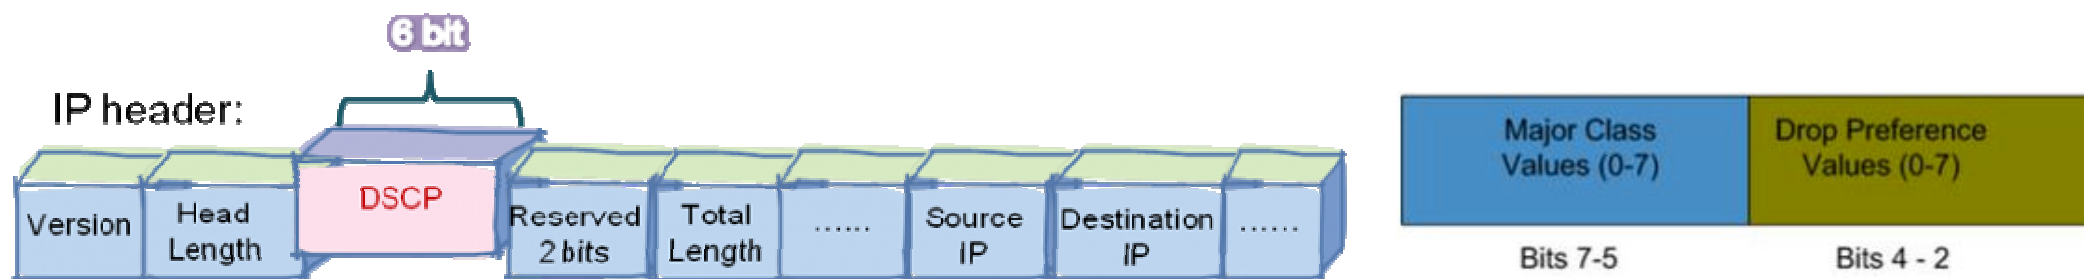 6 bit
IP header:
Version
Head
Length
DSCP
Reserved
2 bits
Total
Length
......
Source
IP
Destination
IP
......
Major Class
Values (0-7)
Drop Preference
Values (0-7)
Bits 7-5
Bits 4 - 2